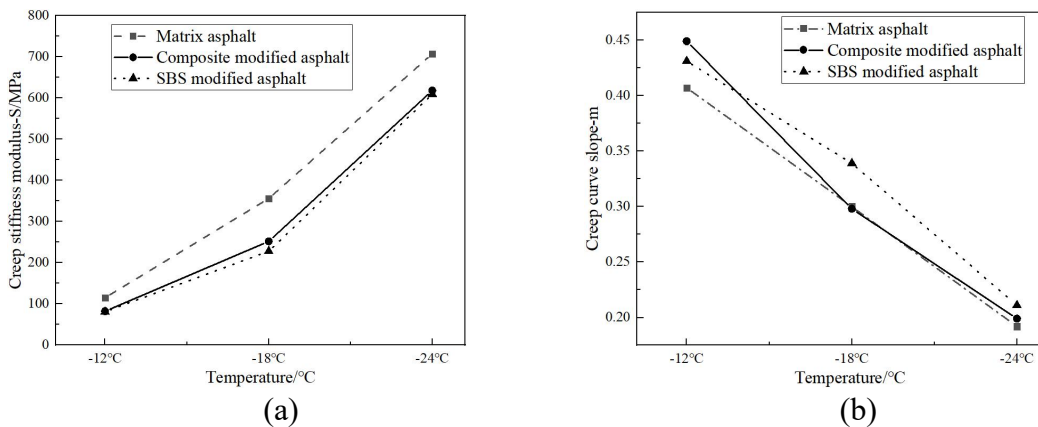 800
700
600
500
400
300
200
100
0
Creep stiffness modulus-S/MPa
Matrix asphalt
Composite modified asphalt
SBS modified asphalt
-12°C
-18°C
-24°C
Temperature/°C
(a)
0.45
0.40
0.35
0.30
0.25
0.20
Creep curve slope-m
Matrix asphalt
Composite modified asphalt
SBS modified asphalt
-12°C
-18°C
-24°C
Temperature/°C
(b)